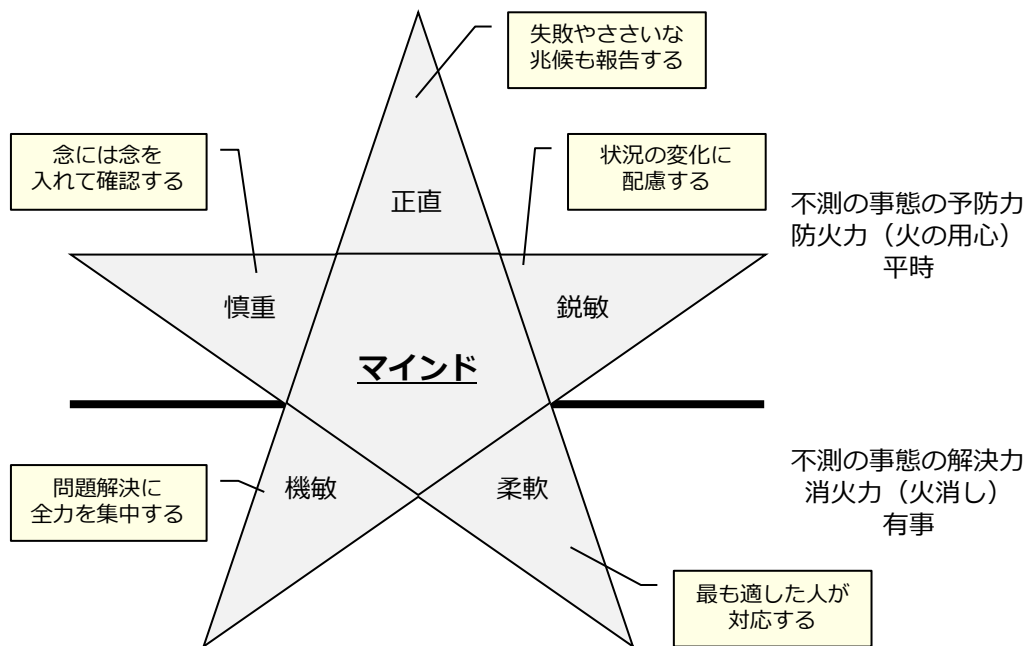 失敗やささいな
兆候も報告する
念には念を
入れて確認する
状況の変化に
配慮する
正直
不測の事態の予防力
防火力（火の用心）
平時
慎重
鋭敏
マインド
問題解決に
全力を集中する
機敏
柔軟
不測の事態の解決力
消火力（火消し）
有事
最も適した人が
対応する